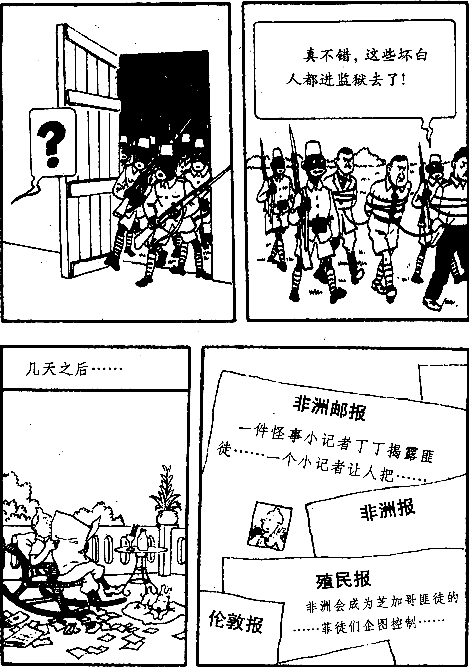 ?
真不错，这些坏白
人都进监狱去了！
几天之后……
非洲邮报
一件怪事小记者丁丁揭露匪
徒……一个小记者让人把……
非洲报
殖民报
非洲会成为芝加哥匪徒的
……菲徒们企图控制……
伦敦报